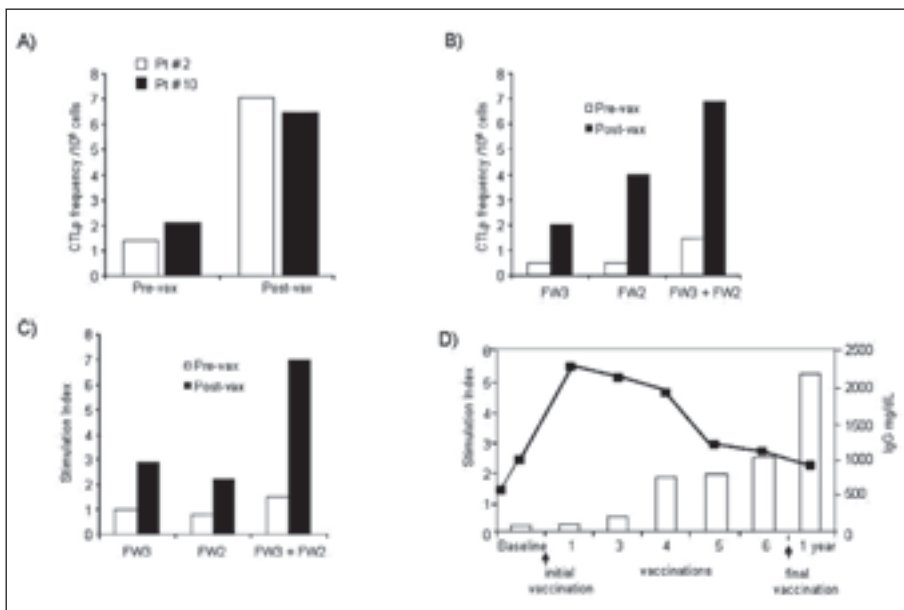 A)
Pt #2
Pt #10
CTLp frequency /10⁶ cells
8
7
6
5
4
3
2
1
0
Pre-vax
Post-vax
B)
Pre-vax
Post-vax
CTLp frequency /10⁶ cells
8
7
6
5
4
3
2
1
0
FW3
FW2
FW3 + FW2
C)
Pre-vax
Post-vax
Stimulation Index
8
7
6
5
4
3
2
1
0
FW3
FW2
FW3 + FW2
D)
Stimulation Index
6
5
4
3
2
1
0
2500
2000
1500
1000
500
0
IgG mg/dL
Baseline
1
3
4
5
6
1 year
initial
vaccination
vaccinations
final
vaccination